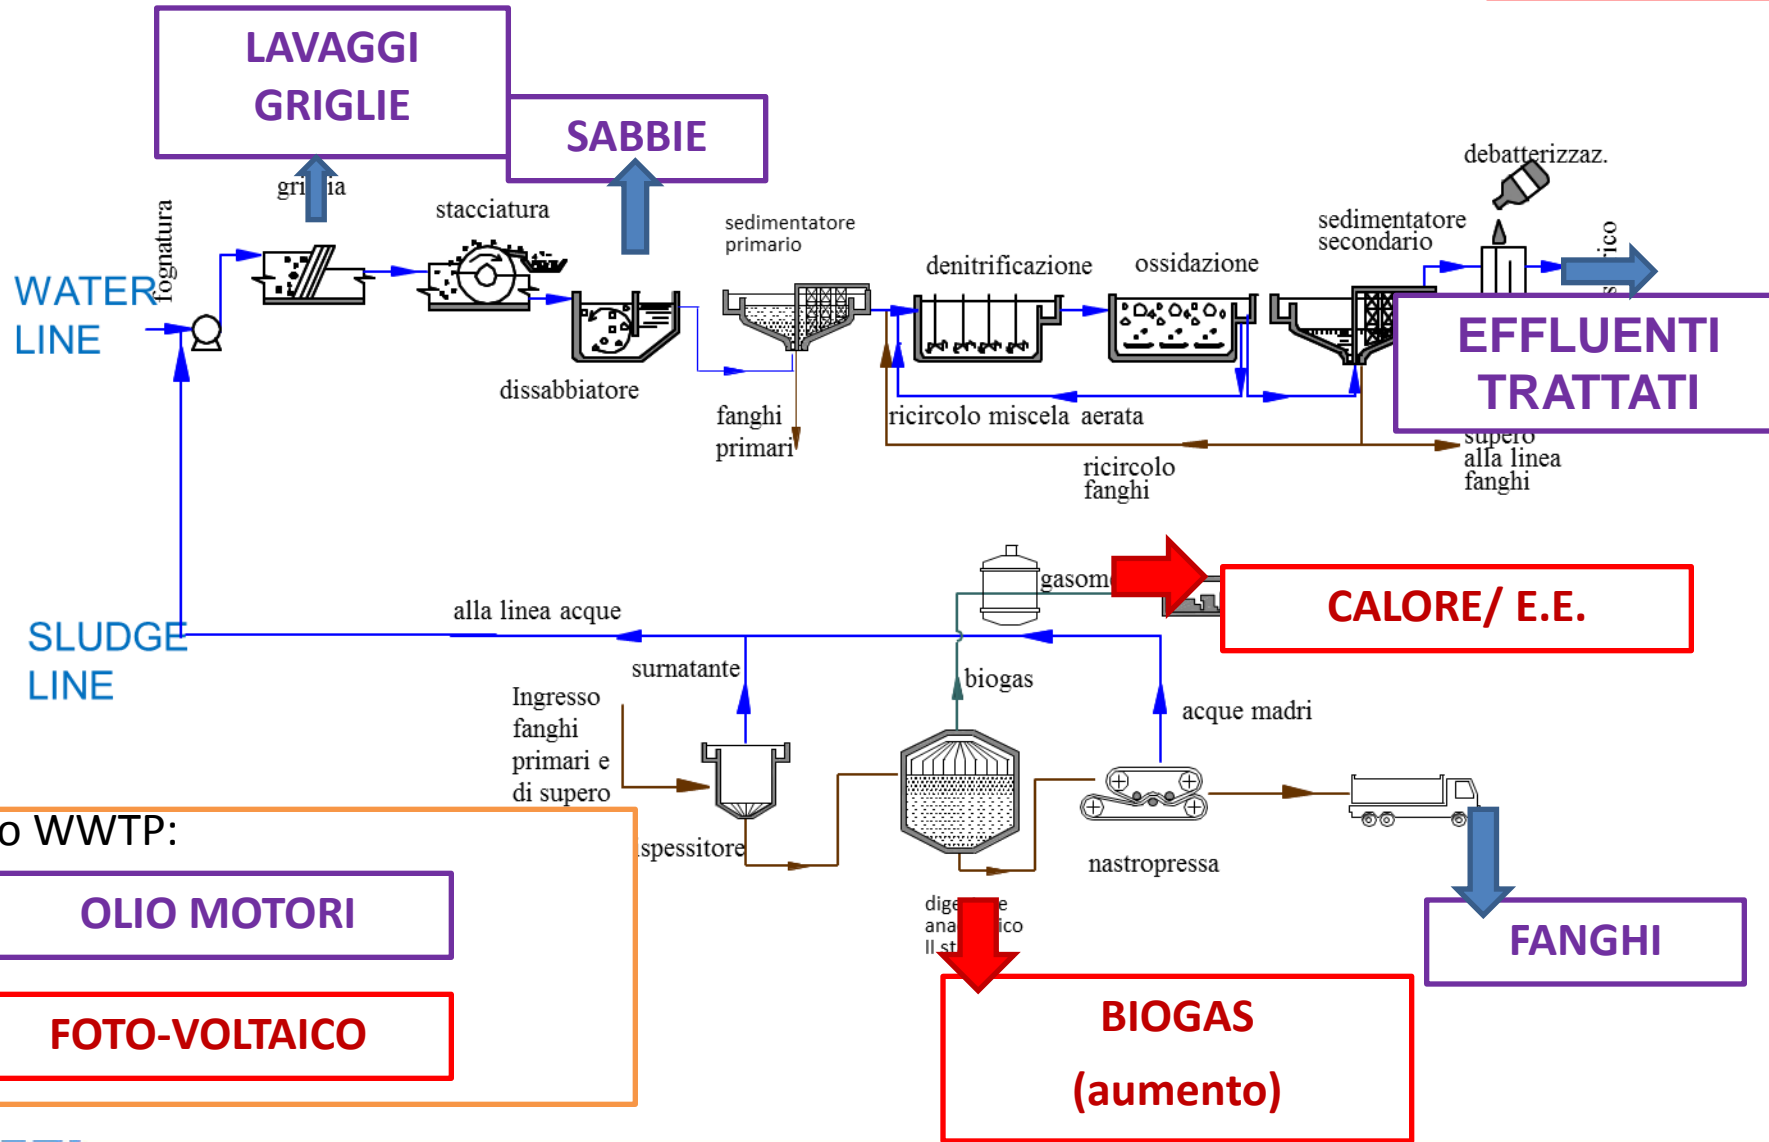 LAVAGGI
GRIGLIE
SABBIE
debatterizzaz.
stacciatura
fognatura
sedimentatore
primario
sedimentatore
secondario
denitrificazione
ossidazione
WATER
LINE
EFFLUENTI
TRATTATI
dissabbiatore
fanghi
primari
ricircolo miscela aerata
ricircolo
fanghi
supero
alla linea
fanghi
CALORE/ E.E.
alla linea acque
SLUDGE
LINE
surnatante
biogas
Ingresso
fanghi
primari e
di supero
acque madri
WWTP:
nastropressa
OLIO MOTORI
FANGHI
FOTO-VOLTAICO
BIOGAS
(aumento)